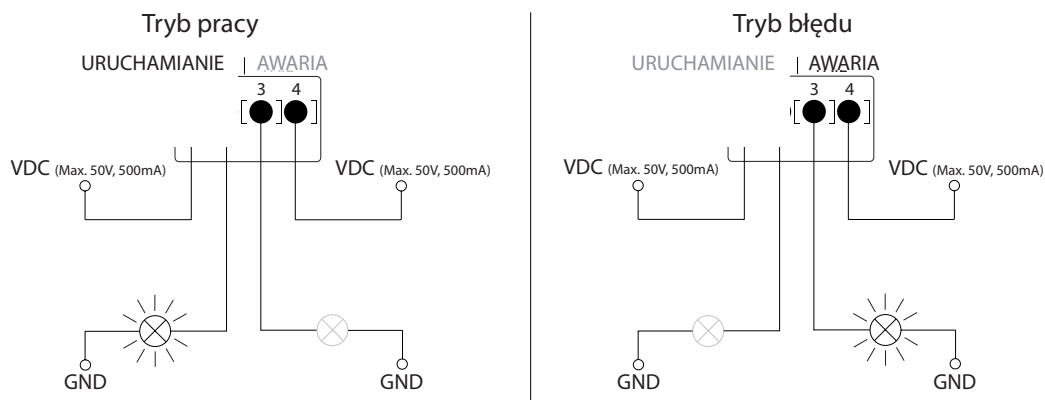 Tryb pracy
URUCHAMIANIE | AWARIA
3 4
VDC (Max. 50V, 500mA)
VDC (Max. 50V, 500mA)
GND
GND
Tryb błędu
URUCHAMIANIE | AWARIA
3 4
VDC (Max. 50V, 500mA)
VDC (Max. 50V, 500mA)
GND
GND